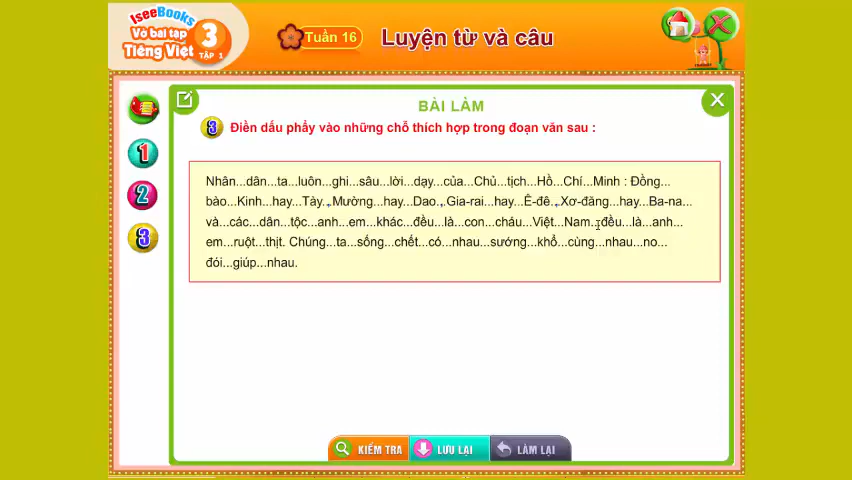 IseeBooks
Vở bài tập
Tiếng Việt
3
TẬP 1
Tuần 16
Luyện từ và câu
BÀI LÀM
3 Điền dấu phẩy vào những chỗ thích hợp trong đoạn văn sau :
1
2
3
Nhân...dân...ta...luôn...ghi...sâu...lời...dạy...của...Chủ...tịch...Hồ...Chí...Minh : Đồng...
bào...Kinh...hay...Tày.,.Mường...hay...Dao.,.Gia-rai...hay...Ê-đê.,.Xơ-đăng...hay...Ba-na...
và...các...dân...tộc...anh...em...khác...đều...là...con...cháu...Việt...Nam.,.đều...là...anh...
em...ruột...thịt. Chúng...ta...sống...chết...có...nhau...sướng...khổ...cùng...nhau...no...
đói...giúp...nhau.
KIỂM TRA
LƯU LẠI
LÀM LẠI